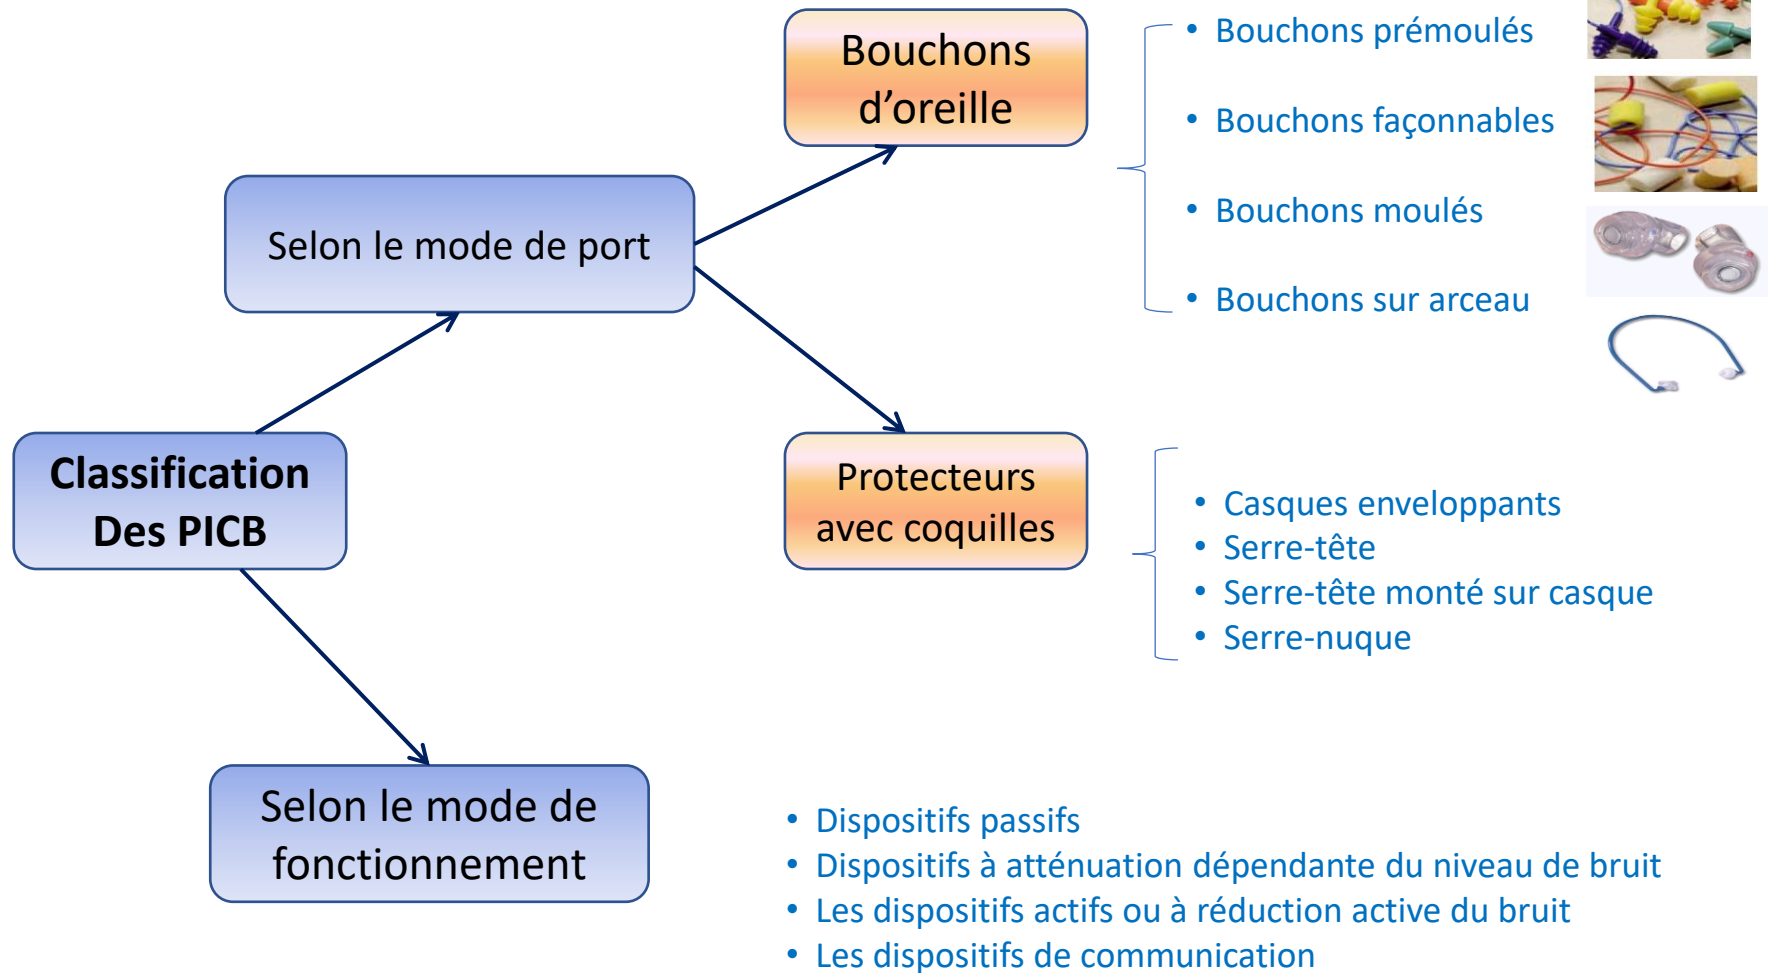 Bouchons
d’oreille
• Bouchons prémoulés
• Bouchons façonnables
• Bouchons moulés
• Bouchons sur arceau
Selon le mode de port
Classification
Des PICB
Protecteurs
avec coquilles
• Casques enveloppants
• Serre-tête
• Serre-tête monté sur casque
• Serre-nuque
Selon le mode de
fonctionnement
• Dispositifs passifs
• Dispositifs à atténuation dépendante du niveau de bruit
• Les dispositifs actifs ou à réduction active du bruit
• Les dispositifs de communication